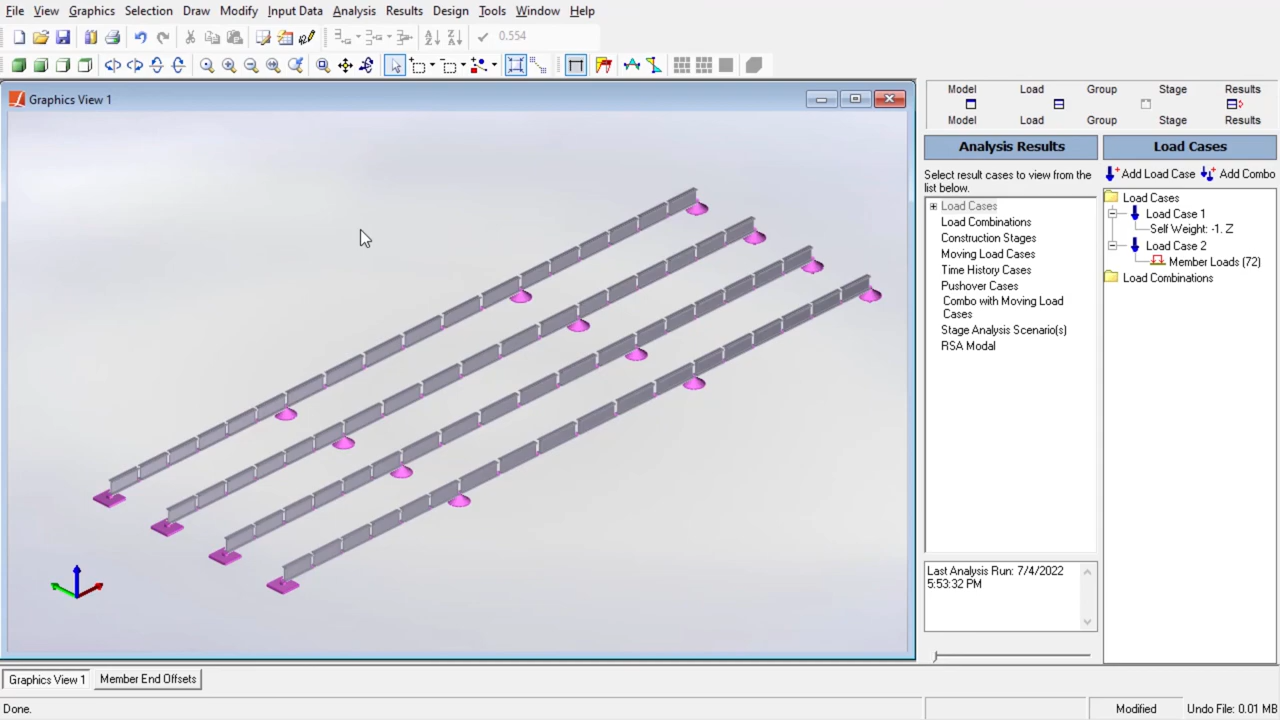 File View Graphics Selection Draw Modify Input Data Analysis Results Design Tools Window Help
0.554
Graphics View 1
Model Load Group Stage Results
Model Load Group Stage Results
Analysis Results
Load Cases
Select result cases to view from the
list below.
Load Cases
Load Combinations
Construction Stages
Moving Load Cases
Time History Cases
Pushover Cases
Combo with Moving Load
Cases
Stage Analysis Scenario(s)
RSA Modal
Last Analysis Run: 7/4/2022
5:53:32 PM
Add Load Case Add Combo
Load Cases
Load Case 1
Self Weight: -1. Z
Load Case 2
Member Loads (72)
Load Combinations
Graphics View 1 Member End Offsets
Done. Modified Undo File: 0.01 MB